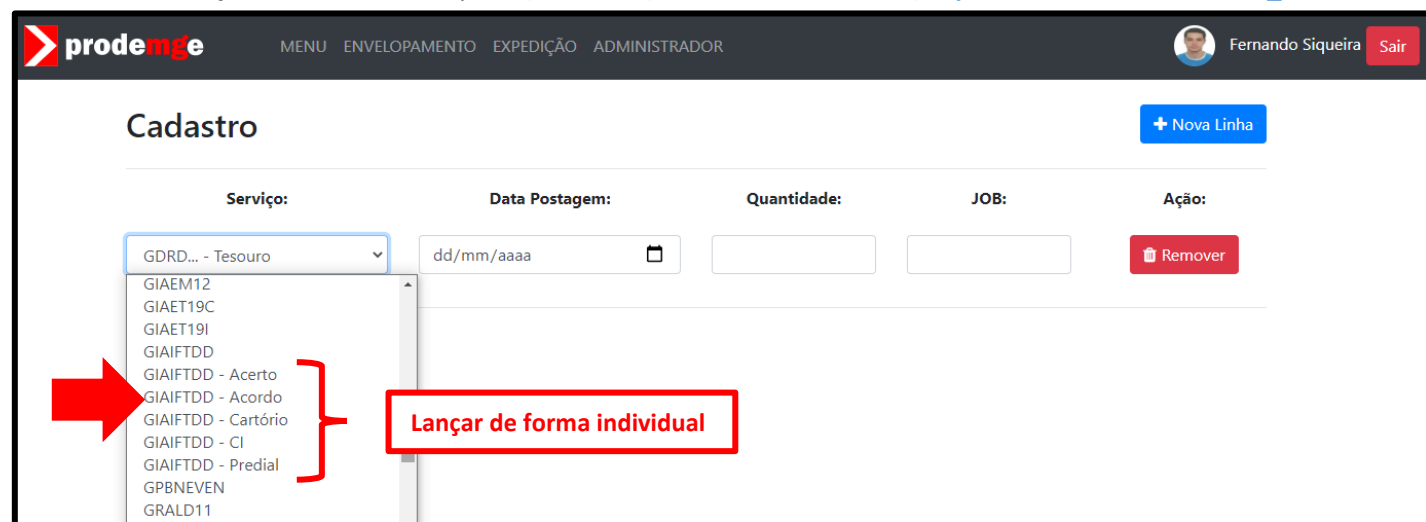 prodemge MENU ENVELOPAMENTO EXPEDIÇÃO ADMINISTRADOR Fernando Siqueira Sair
Cadastro
Nova Linha
Serviço: Data Postagem: Quantidade: JOB: Ação:
GDRD... - Tesouro dd/mm/aaaa Remover
GIAEM12
GIAET19C
GIAET19I
GIAIFTDD
GIAIFTDD - Acerto
GIAIFTDD - Acordo
GIAIFTDD - Cartório
GIAIFTDD - CI
GIAIFTDD - Predial
GPBNEVEN
GRALD11
Lançar de forma individual